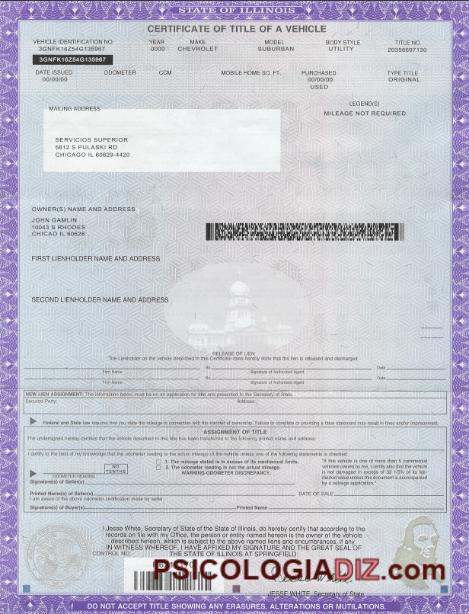 STATE OF ILLINOIS
CERTIFICATE OF TITLE OF A VEHICLE
VEHICLE IDENTIFICATION NO. YEAR MAKE MODEL BODY STYLE TITLE NO.
3GNFK16Z54G135967 0000 CHEVROLET SUBURBAN UTILITY
3GNFK16Z54G135967
DATE ISSUED ODOMETER CCM MOBILE HOME SQ. FT. PURCHASED TYPE TITLE
00/00/00 00/00/00 ORIGINAL
USED
MAILING ADDRESS LEGEND(S)
MILEAGE NOT REQUIRED
SERVICIOS SUPERIOR
5612 S PULASKI RD
CHICAGO IL 60629-4420
OWNER(S) NAME AND ADDRESS
JOHN GAMLIN
10943 S RHODES
CHICAO IL 60628
FIRST LIENHOLDER NAME AND ADDRESS
SECOND LIENHOLDER NAME AND ADDRESS
RELEASE OF LIEN
The Lienholder on the vehicle described in this Certificate does hereby state that the lien is released and discharged.
Firm Name Signature of Authorized Agent Date
Firm Name Signature of Authorized Agent Date
NEW LIEN ASSIGNMENT: The information below must be on an application for title and presented to the Secretary of State.
Secured Party: Address:
Federal and State law requires that you state the mileage in connection with the transfer of ownership. Failure to complete or providing a false statement may result in fines and/or imprisonment.
ASSIGNMENT OF TITLE
The undersigned hereby certifies that the vehicle described in this title has been transferred to the following printed name and address:
I certify to the best of my knowledge that the odometer reading is the actual mileage of the vehicle unless one of the following statements is checked:
1. The mileage stated is in excess of its mechanical limits.
2. The odometer reading is not the actual mileage.
WARNING-ODOMETER DISCREPANCY.
NO TENTHS
ODOMETER READING
Signature(s) of Seller(s)
Printed Name(s) of Seller(s) DATE OF SALE
I am aware of the above odometer certification made by seller
Signature(s) of Buyer(s) Printed Name
I, Jesse White, Secretary of State of the State of Illinois, do hereby certify that according to the
records on file with my Office, the person or entity named hereon is the owner of the vehicle
described hereon, which is subject to the above named liens and encumbrances, if any.
IN WITNESS WHEREOF, I HAVE AFFIXED MY SIGNATURE AND THE GREAT SEAL OF
THE STATE OF ILLINOIS AT SPRINGFIELD
CONTROL NO.
PSICOLOGIADIZ.com
JESSE WHITE, Secretary of State
DO NOT ACCEPT TITLE SHOWING ANY ERASURES, ALTERATIONS OR MUTILATIONS